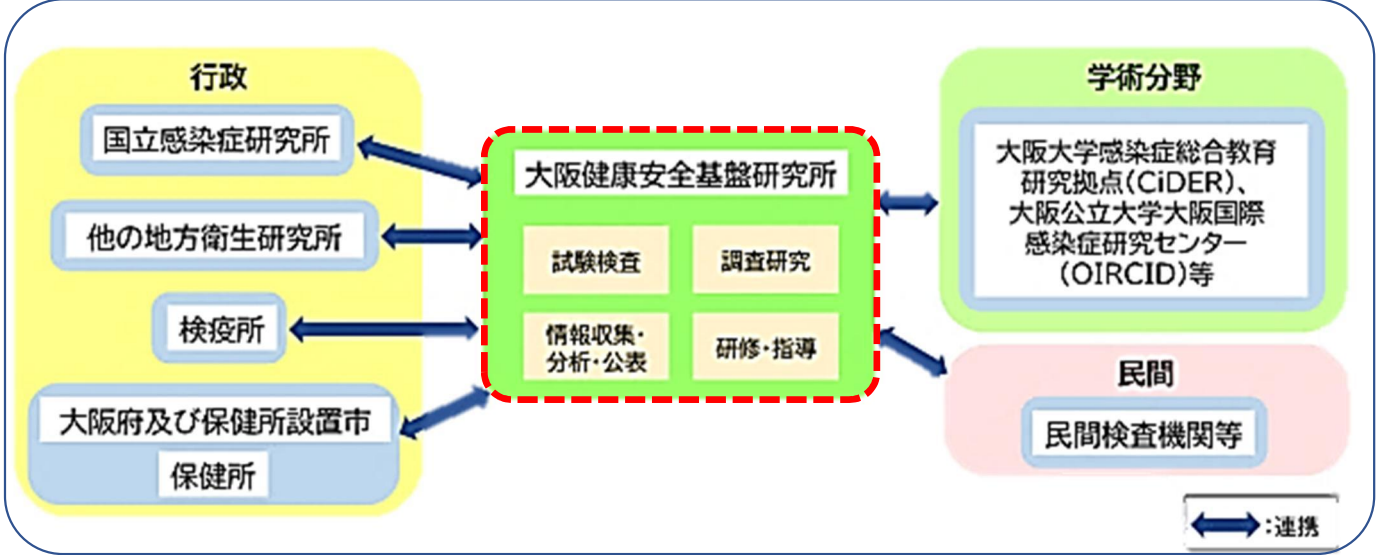 行政
国立感染症研究所
他の地方衛生研究所
検疫所
大阪府及び保健所設置市
保健所
大阪健康安全基盤研究所
試験検査
調査研究
情報収集・
分析・公表
研修・指導
学術分野
大阪大学感染症総合教育
研究拠点(CiDER)、
大阪公立大学大阪国際
感染症研究センター
(OIRCID)等
民間
民間検査機関等
:連携